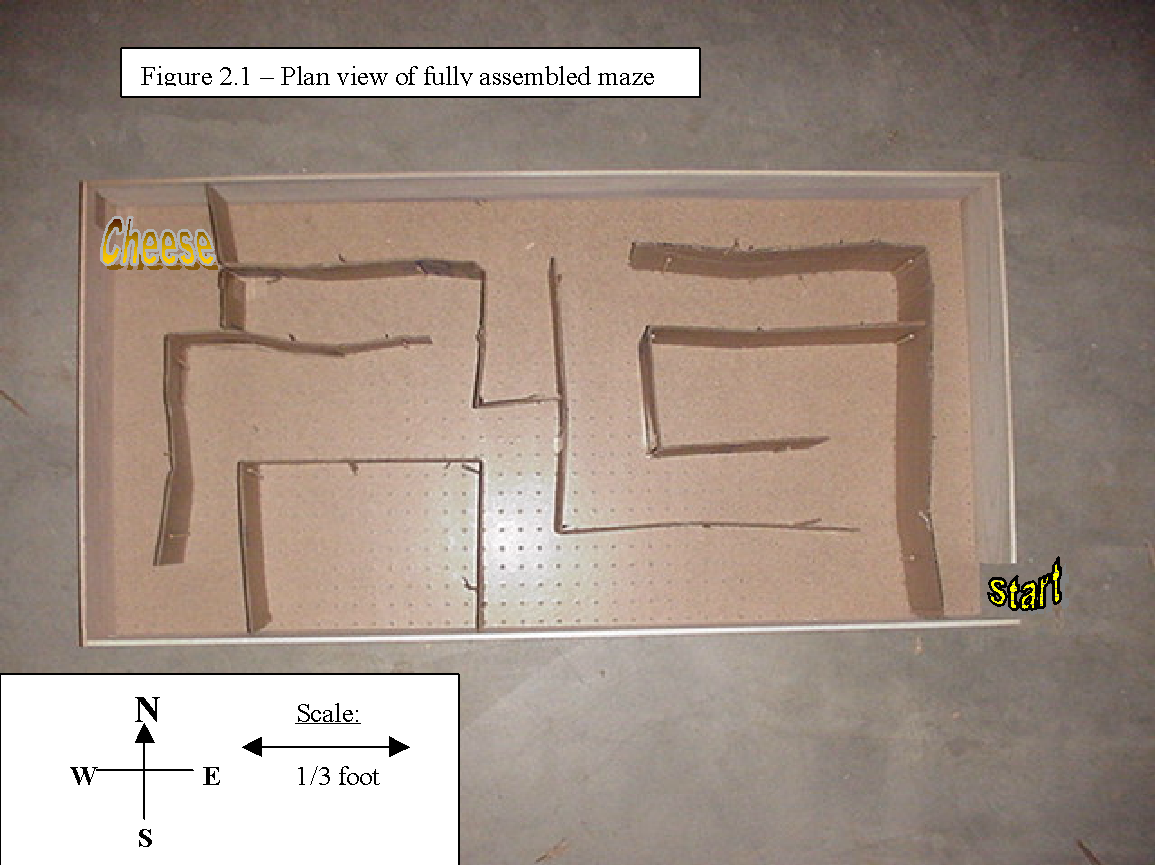 Figure 2.1 – Plan view of fully assembled maze
Cheese
Start
N
W E
S
Scale:
1/3 foot